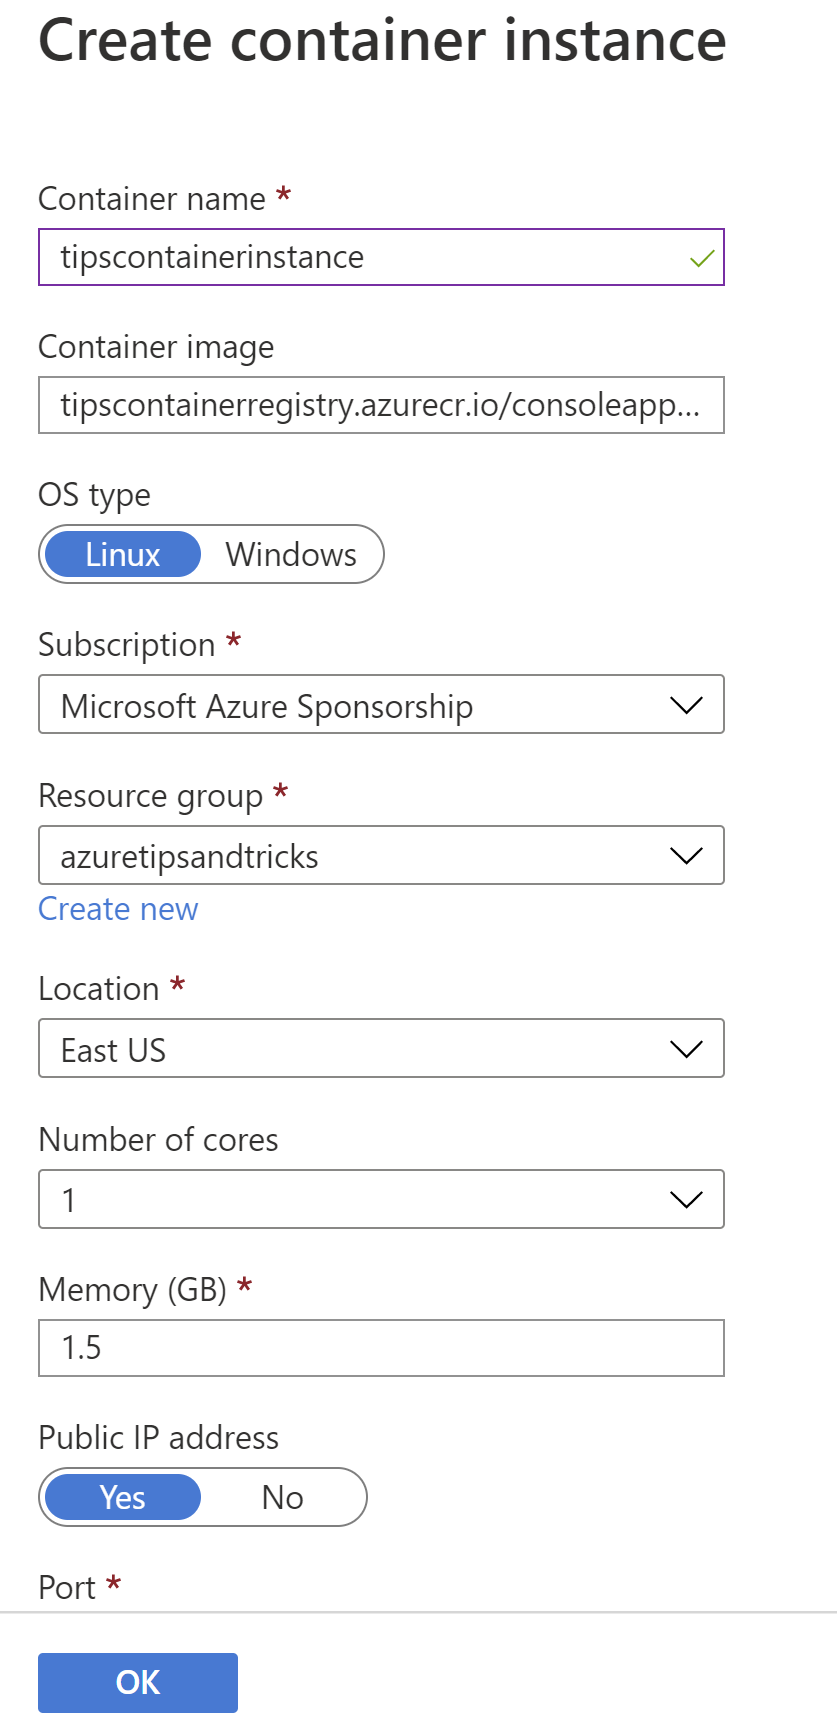 Create container instance
Container name *
tipscontainerinstance
Container image
tipscontainerregistry.azurecr.io/consoleapp...
OS type
Linux Windows
Subscription *
Microsoft Azure Sponsorship
Resource group *
azuretipsandtricks
Create new
Location *
East US
Number of cores
1
Memory (GB) *
1.5
Public IP address
Yes No
Port *
OK